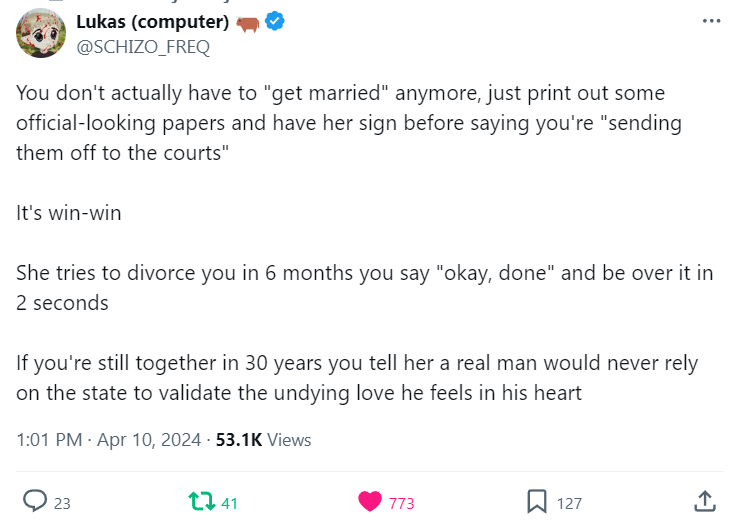 Lukas (computer)
@SCHIZO_FREQ
You don't actually have to "get married" anymore, just print out some
official-looking papers and have her sign before saying you're "sending
them off to the courts"
It's win-win
She tries to divorce you in 6 months you say "okay, done" and be over it in
2 seconds
If you're still together in 30 years you tell her a real man would never rely
on the state to validate the undying love he feels in his heart
1:01 PM · Apr 10, 2024 · 53.1K Views
23 41 773 127